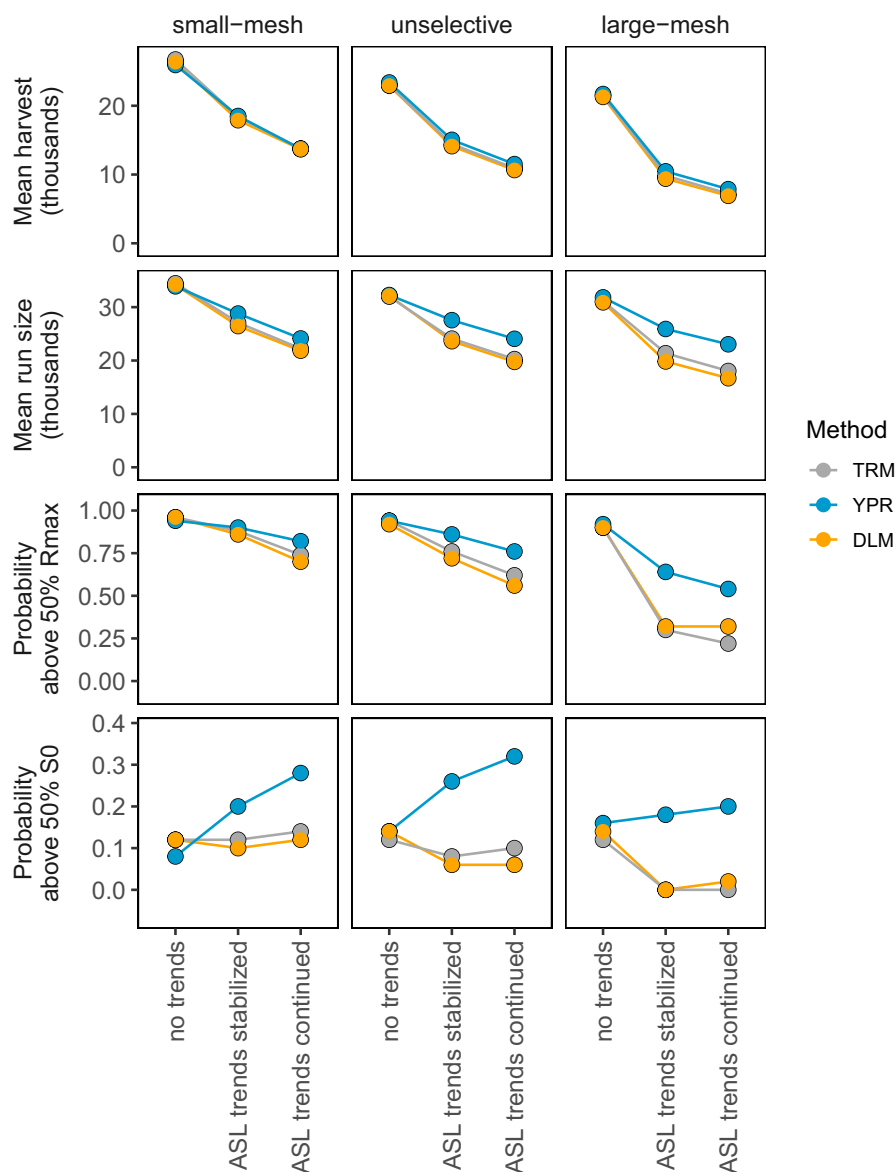 small−mesh
unselective
large−mesh
Mean harvest
(thousands)
20
10
0
Mean run size
(thousands)
30
20
10
0
Probability
above 50% Rmax
1.00
0.75
0.50
0.25
0.00
Probability
above 50% S0
0.4
0.3
0.2
0.1
0.0
no trends
ASL trends stabilized
ASL trends continued
no trends
ASL trends stabilized
ASL trends continued
no trends
ASL trends stabilized
ASL trends continued
Method
TRM
YPR
DLM